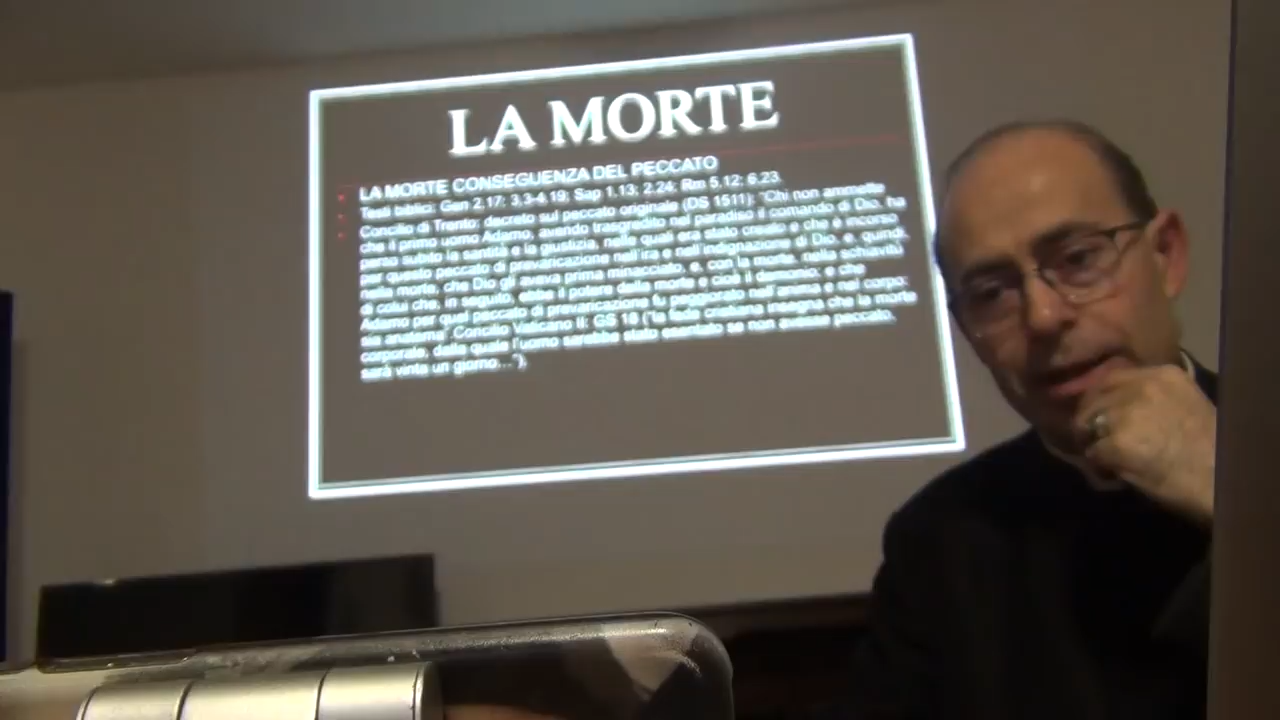 LA MORTE
LA MORTE CONSEGUENZA DEL PECCATO
Testi biblici: Gen 2.17; 3,3-4.19; Sap 1.13; 2.24; Rm 5.12; 6.23.
Concilio di Trento: decreto sul peccato originale (DS 1511): "Chi non ammette
che il primo uomo Adamo, avendo trasgredito nel paradiso il comando di Dio, ha
perso subito la santità e la giustizia, nelle quali era stato creato e che è incorso
per questo peccato di prevaricazione nell'ira e nell'indignazione di Dio, e, quindi,
nella morte, che Dio gli aveva prima minacciato, e, con la morte, nella schiavitù
di colui che, in seguito, ebbe il potere della morte e cioè il demonio; e che
Adamo per quel peccato di prevaricazione fu peggiorato nell'anima e nel corpo:
sia anatema" Concilio Vaticano II: GS 18 ("la fede cristiana insegna che la morte
corporale, dalla quale l'uomo sarebbe stato esentato se non avesse peccato,
sarà vinta un giorno…").